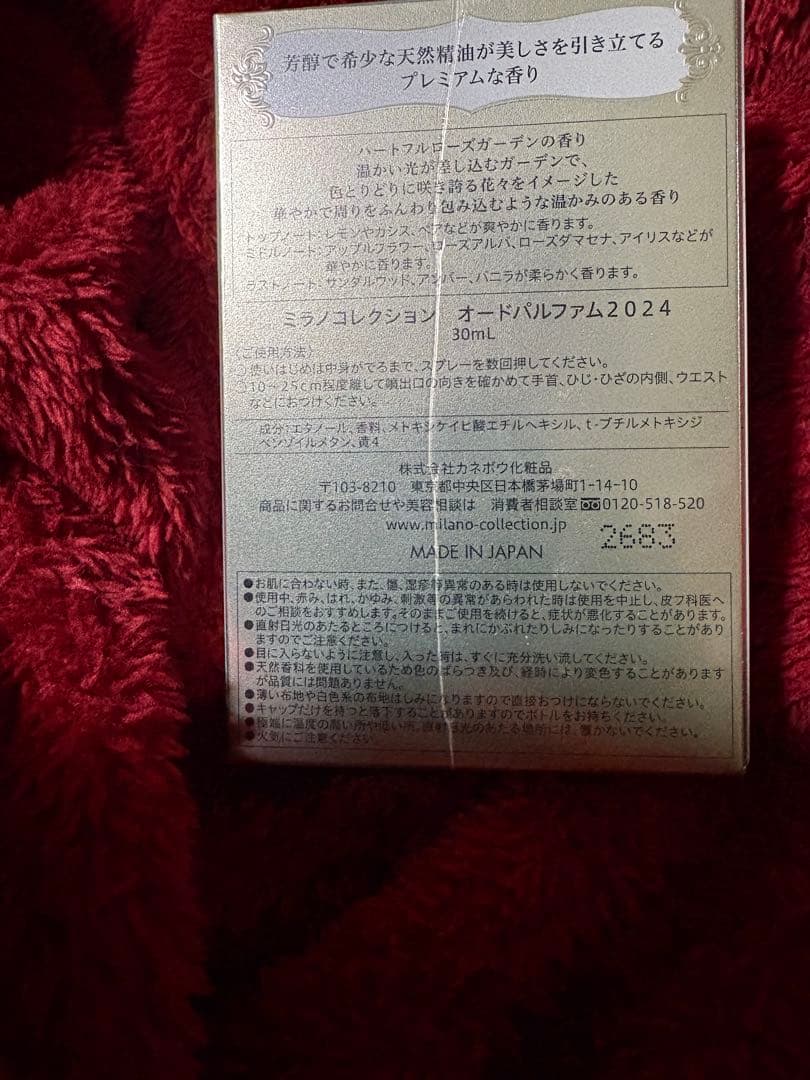 芳醇で希少な天然精油が美しさを引き立てる
プレミアムな香り
ハートフルローズガーデンの香り
温かい光が差し込むガーデンで、
色とりどりに咲き誇る花々をイメージした
華やかで周りをふんわり包み込むような温かみのある香り
トップノート:レモンやカシス、ペアなどが爽やかに香ります。
ミドルノート:アップルフラワー、ローズアルバ、ローズダマセナ、アイリスなどが
華やかに香ります。
ラストノート:サンダルウッド、アンバー、バニラが柔らかく香ります。
ミラノコレクション オードパルファム2024
30mL
〈ご使用方法〉
○使いはじめは中身がでるまで、スプレーを数回押してください。
○10~25cm程度離して噴出口の向きを確かめて手首、ひじ・ひざの内側、ウエスト
などにおつけください。
成分:エタノール、香料、メトキシケイヒ酸エチルヘキシル、t-ブチルメトキシジ
ベンゾイルメタン、黄4
株式会社カネボウ化粧品
〒103-8210 東京都中央区日本橋茅場町1-14-10
商品に関するお問合せや美容相談は 消費者相談室 0120-518-520
www.milano-collection.jp
2683
MADE IN JAPAN
●お肌に合わない時、また、傷、湿疹等異常のある時は使用しないでください。
●使用中、赤み、はれ、かゆみ、刺激等の異常があらわれた時は使用を中止し、皮フ科医へ
のご相談をおすすめします。そのままご使用を続けると、症状が悪化することがあります。
●直射日光のあたるところにつけると、まれにかぶれたりしみになったりすることがあり
ますのでご注意ください。
●目に入らないように注意し、入った時は、すぐに充分洗い流してください。
●天然香料を使用しているため色のばらつき及び、経時により変色することがあります
が品質には問題ありません。
●薄い布地や白色系の布地はしみになりますので直接おつけにならないでください。
●キャップだけを持つと落下することがありますのでボトルをお持ちください。
●極端に温度の高い所や低い所、直射日光のあたる場所には、置かないでください。
●火気にご注意ください